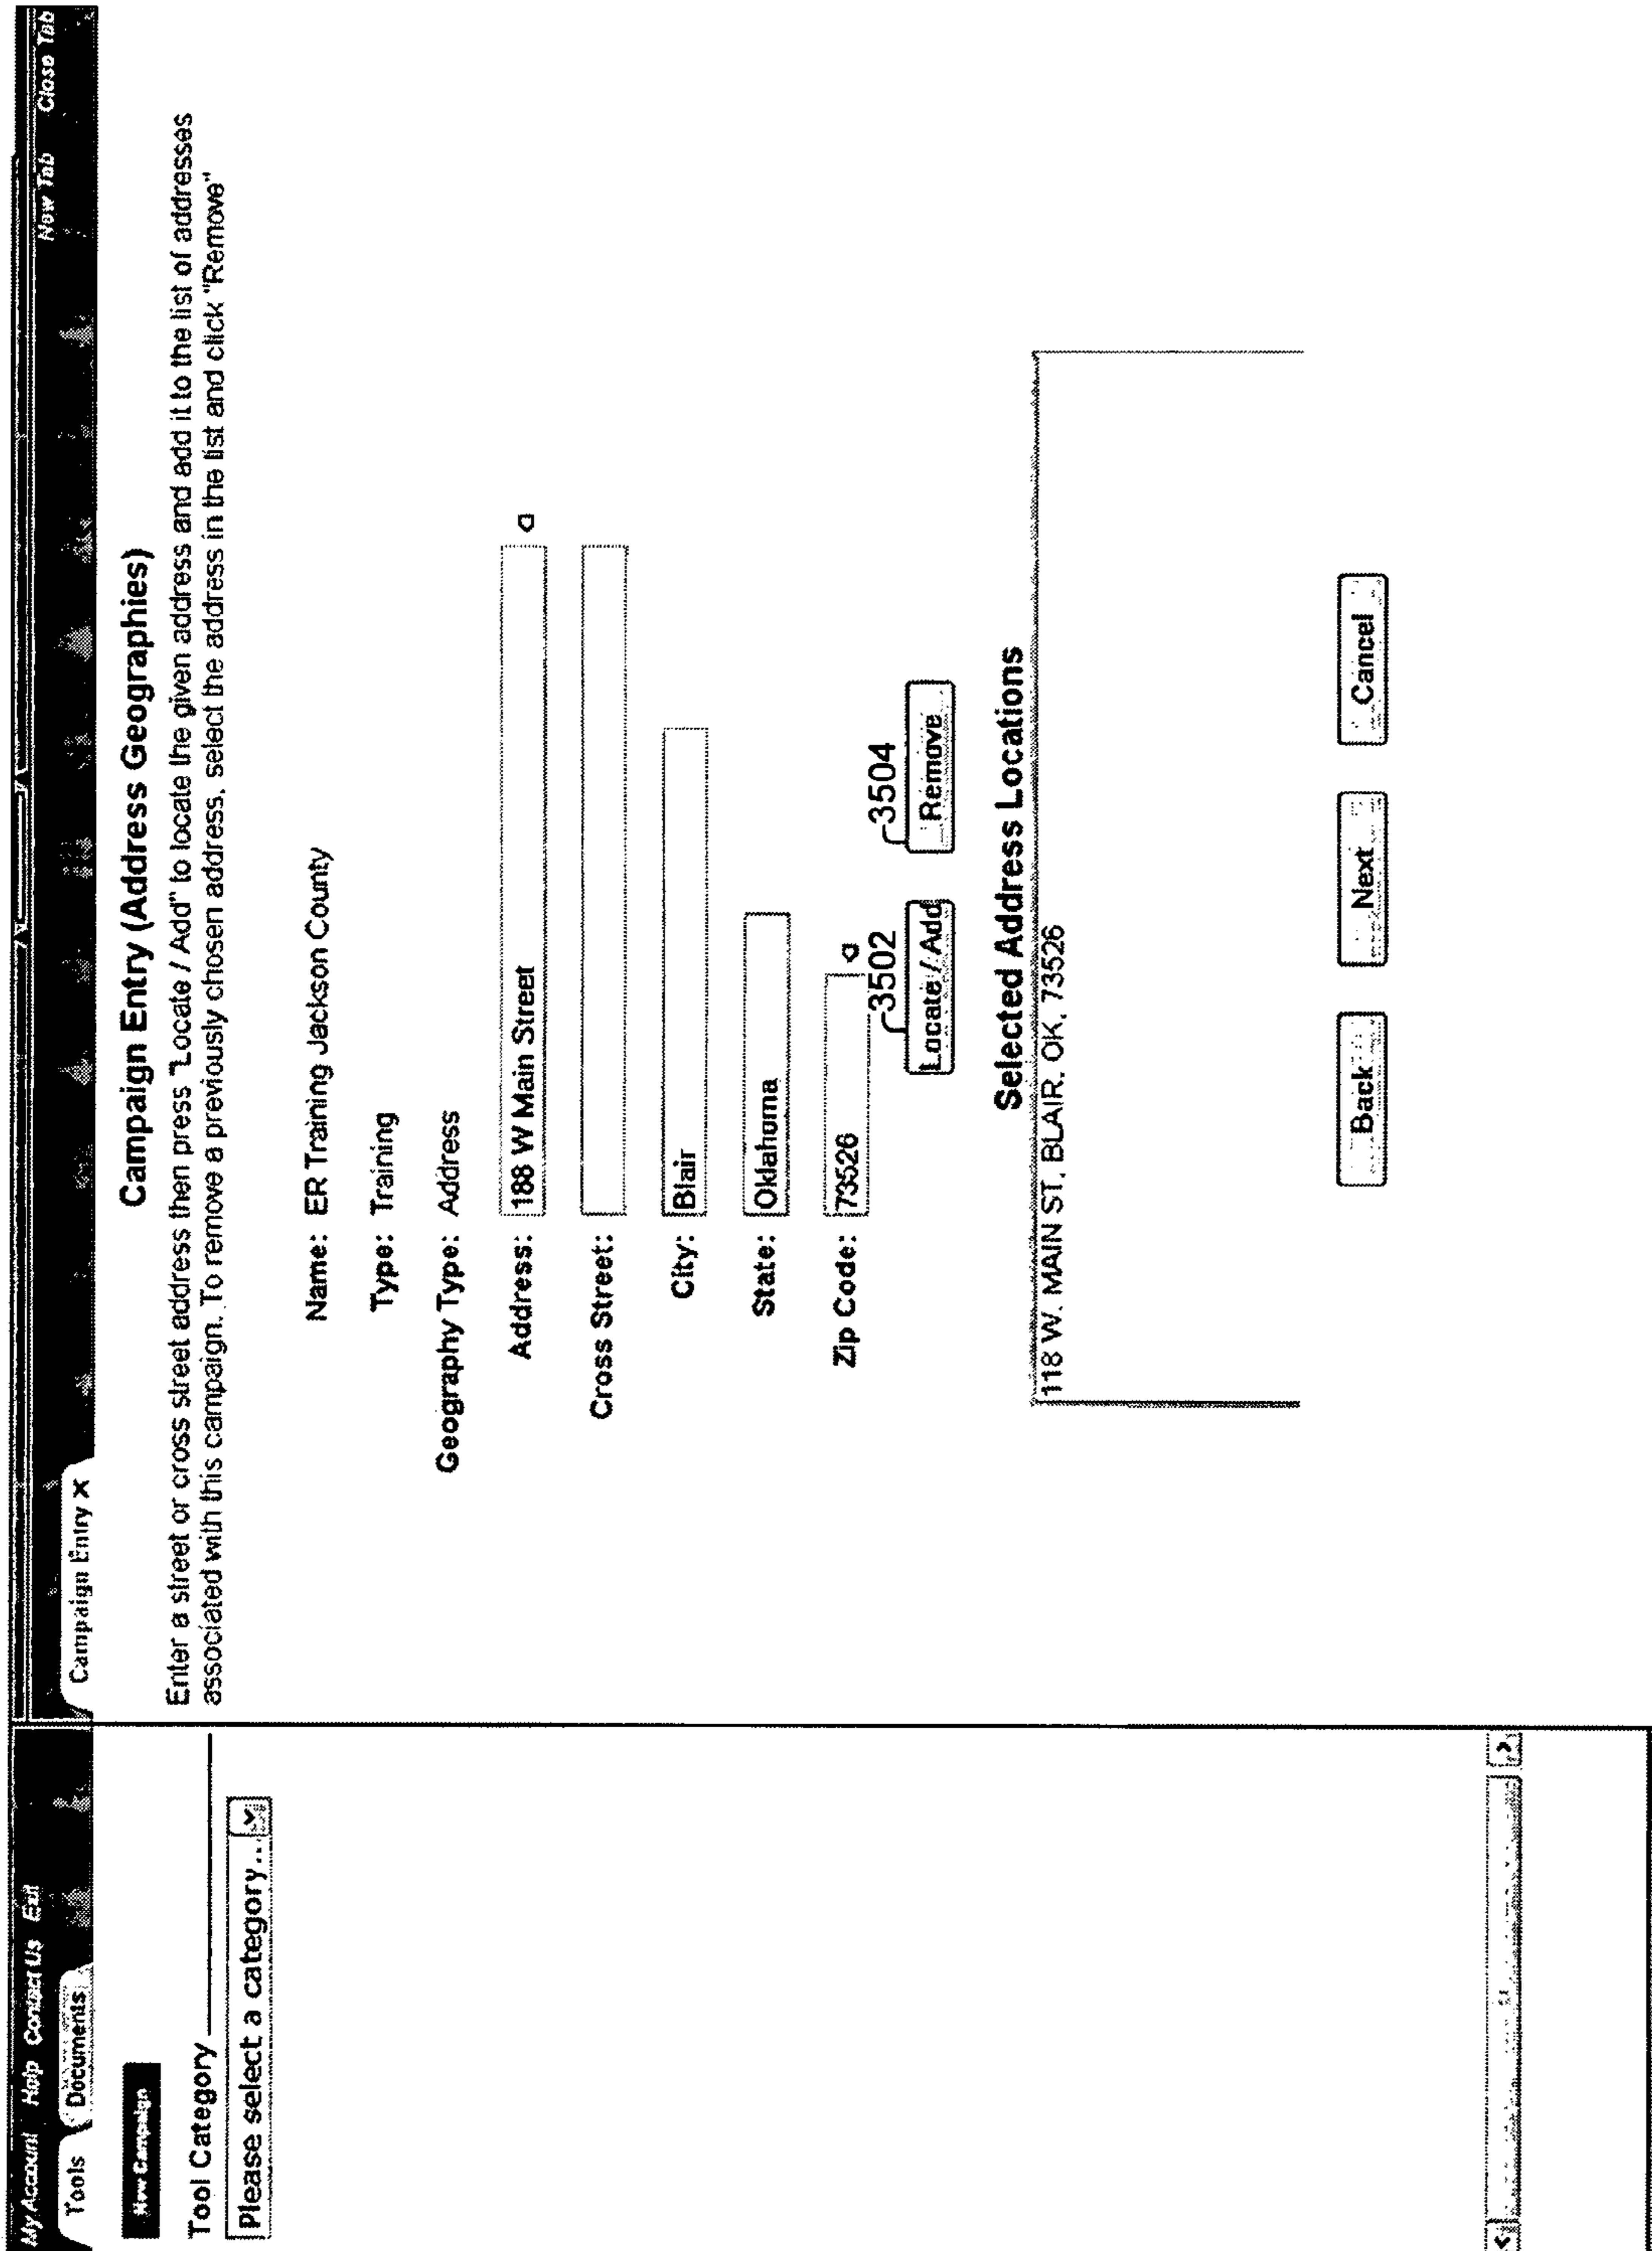 My Account Help Contact Us Exit
Tools Documents
New Campaign
Tool Category
Please select a category...
New Tab Close Tab
Campaign Entry X
Campaign Entry (Address Geographies)
Enter a street or cross street address then press "Locate / Add" to locate the given address and add it to the list of addresses
associated with this campaign. To remove a previously chosen address, select the address in the list and click "Remove"
Name: ER Training Jackson County
Type: Training
Geography Type: Address
Address: 188 W Main Street
Cross Street:
City: Blair
State: Oklahoma
Zip Code: 73526
3502 3504
Locate / Add Remove
Selected Address Locations
118 W. MAIN ST, BLAIR, OK, 73526
Back Next Cancel